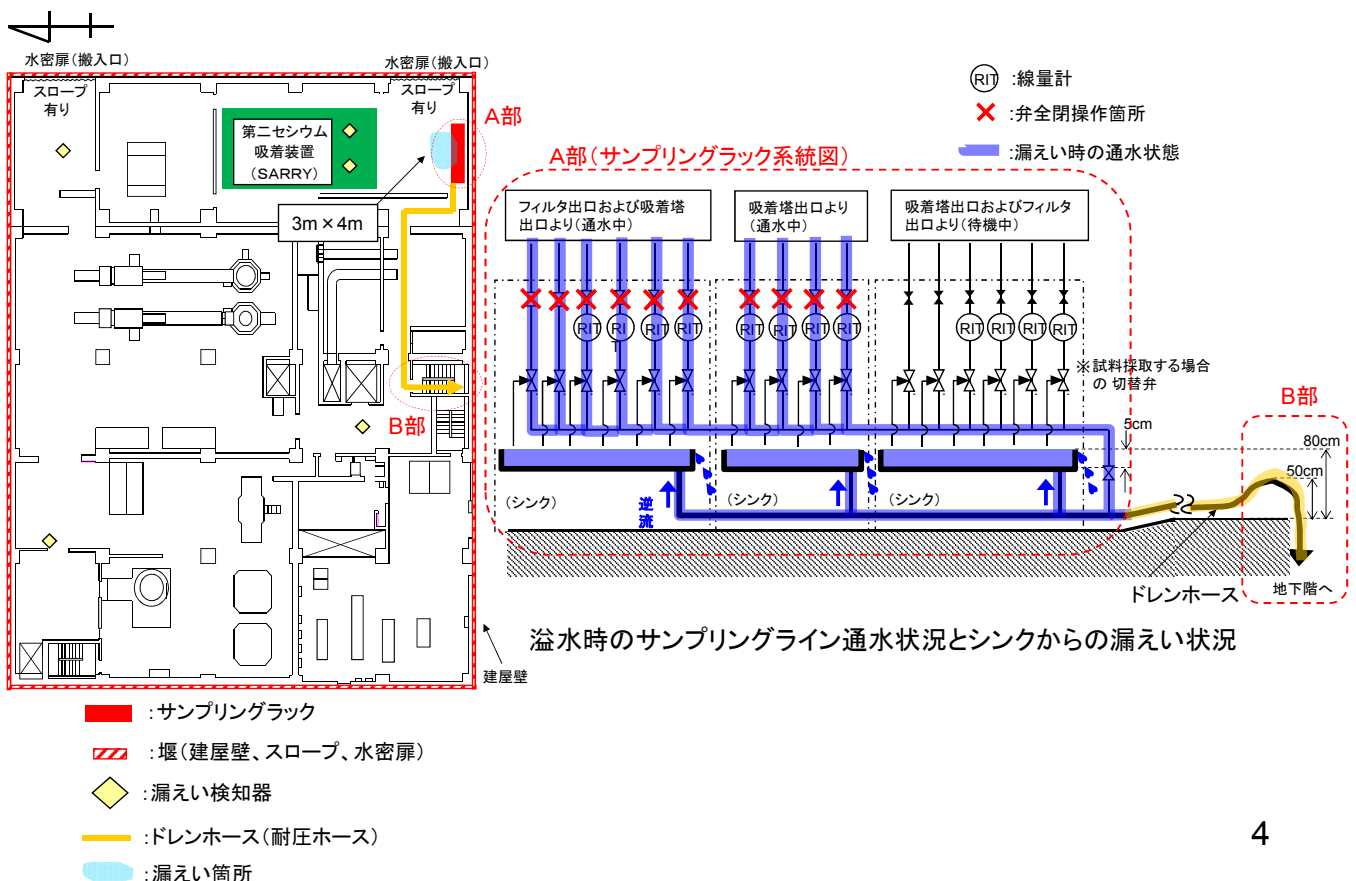 水密扉(搬入口)
水密扉(搬入口)
スロープ
有り
スロープ
有り
A部
第二セシウム
吸着装置
(SARRY)
3m×4m
B部
建屋壁
:サンプリングラック
:堰(建屋壁、スロープ、水密扉)
:漏えい検知器
:ドレンホース(耐圧ホース)
:漏えい箇所
RIT :線量計
:弁全閉操作箇所
:漏えい時の通水状態
A部(サンプリングラック系統図)
フィルタ出口および吸着塔
出口より(通水中)
吸着塔出口より
(通水中)
吸着塔出口およびフィルタ
出口より(待機中)
RIT RIT RIT RIT
RIT RIT RIT RIT
RIT RIT RIT RIT
※試料採取する場合
の 切替弁
B部
5cm
80cm
50cm
(シンク)
逆流
(シンク)
(シンク)
ドレンホース
地下階へ
溢水時のサンプリングライン通水状況とシンクからの漏えい状況
4